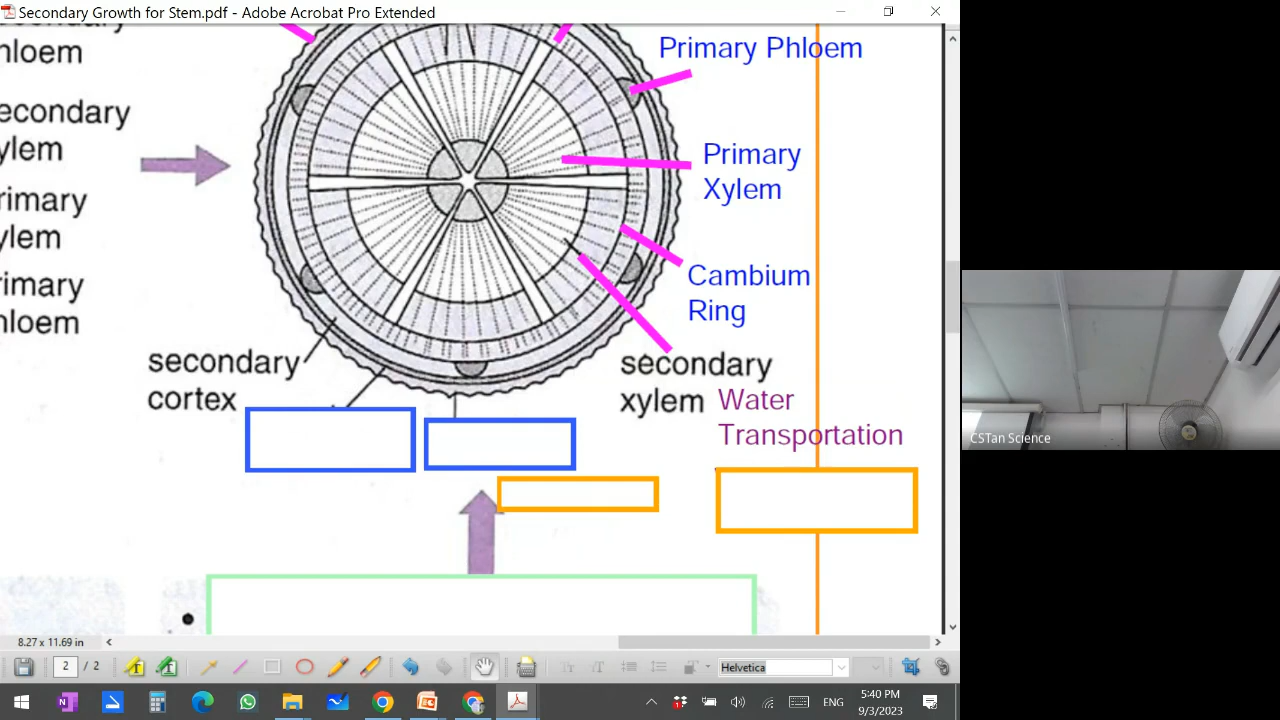 Secondary Growth for Stem.pdf - Adobe Acrobat Pro Extended
hloem
econdary
ylem
rimary
ylem
rimary
hloem
Primary Phloem
Primary
Xylem
Cambium
Ring
secondary
cortex
secondary
xylem
Water
Transportation
CSTan Science
8.27 x 11.69 in
2 / 2
Helvetica
ENG
5:40 PM
9/3/2023